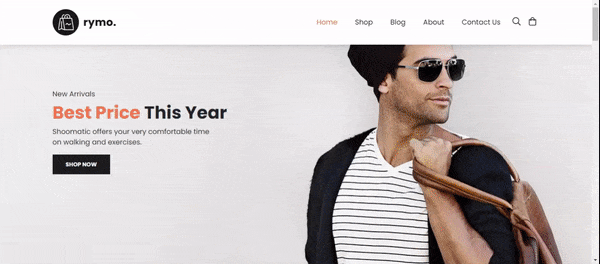 rymo.
Home Shop Blog About Contact Us
New Arrivals
Best Price This Year
Shoomatic offers your very comfortable time
on walking and exercises.
SHOP NOW